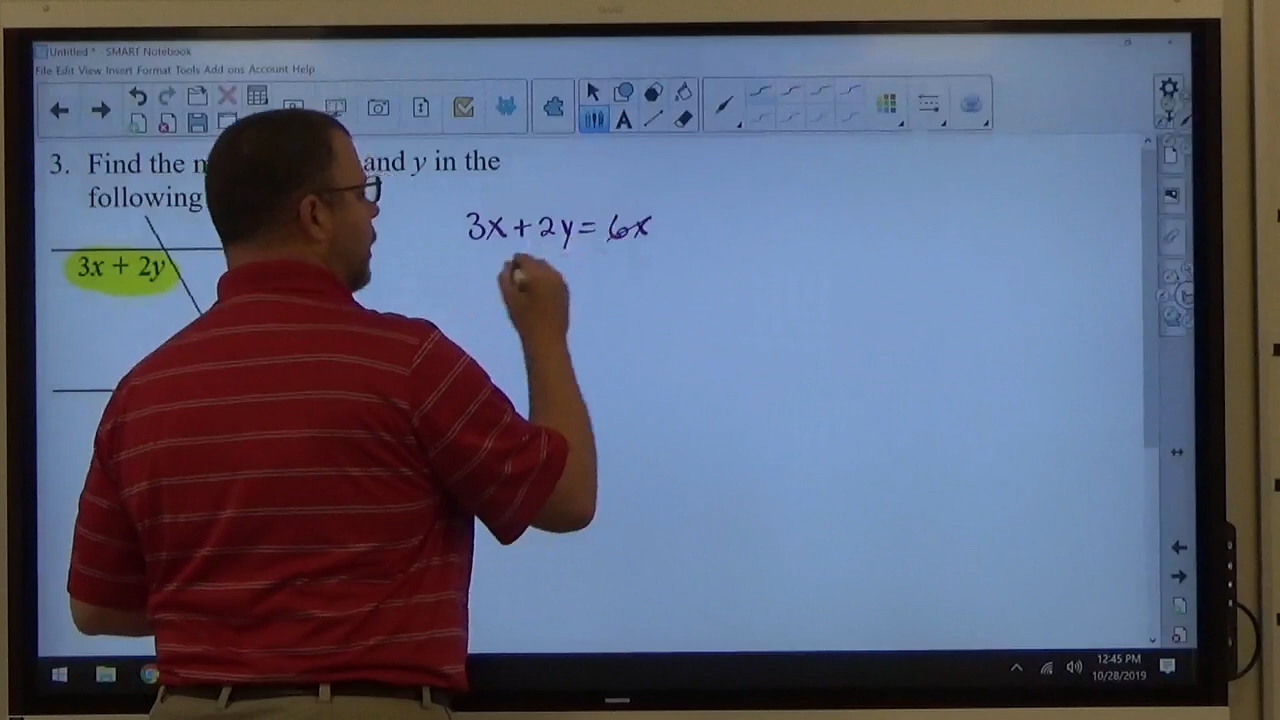 Untitled * - SMART Notebook
File Edit View Insert Format Tools Add-ons Account Help
3. Find the and y in the
following
3x + 2y
3x + 2y = 6x
12:45 PM
10/28/2019